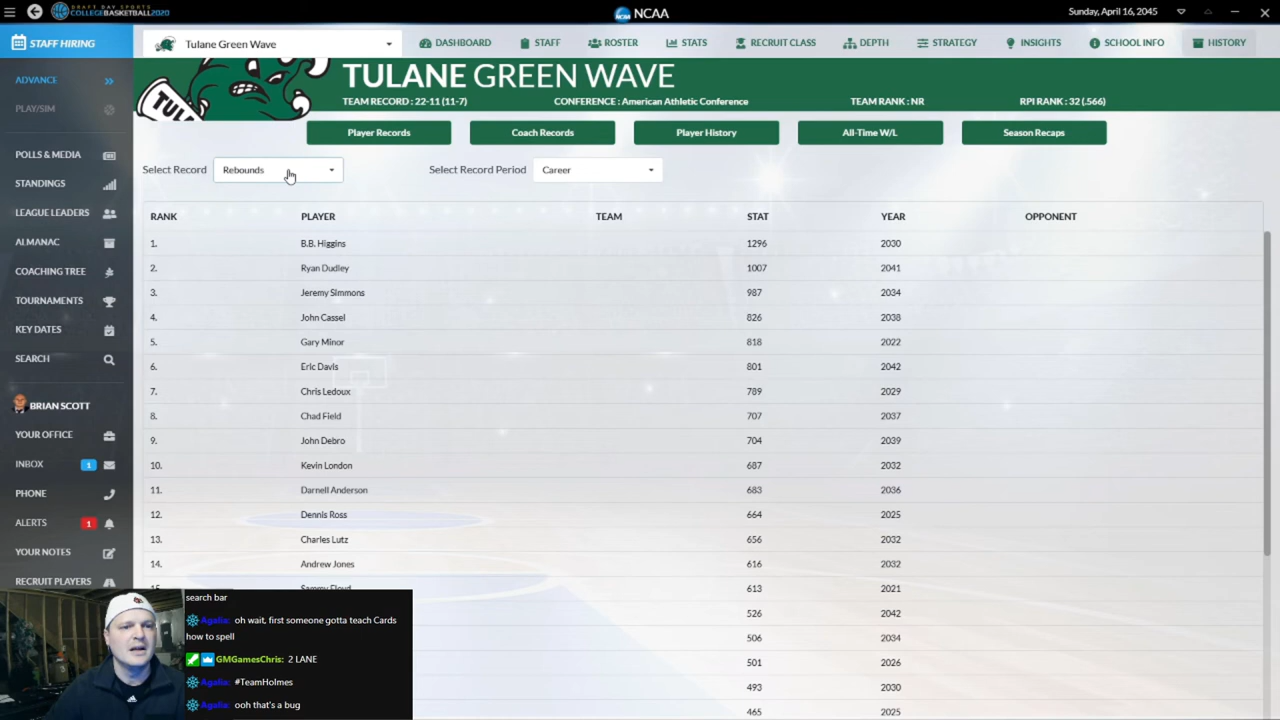 DRAFT DAY SPORTS
COLLEGE BASKETBALL 2020
NCAA
Sunday, April 16, 2045
STAFF HIRING
Tulane Green Wave
DASHBOARD
STAFF
ROSTER
STATS
RECRUIT CLASS
DEPTH
STRATEGY
INSIGHTS
SCHOOL INFO
HISTORY
TULANE GREEN WAVE
TEAM RECORD : 22-11 (11-7)
CONFERENCE : American Athletic Conference
TEAM RANK : NR
RPI RANK : 32 (.566)
Player Records
Coach Records
Player History
All-Time W/L
Season Recaps
Select Record Rebounds
Select Record Period Career
RANK PLAYER TEAM STAT YEAR OPPONENT
1. B.B. Higgins 1296 2030
2. Ryan Dudley 1007 2041
3. Jeremy Simmons 987 2034
4. John Cassel 826 2038
5. Gary Minor 818 2022
6. Eric Davis 801 2042
7. Chris Ledoux 789 2029
8. Chad Field 707 2037
9. John Debro 704 2039
10. Kevin London 687 2032
11. Darnell Anderson 683 2036
12. Dennis Ross 664 2025
13. Charles Lutz 656 2032
14. Andrew Jones 616 2032
15. Sammy Floyd 613 2021
526 2042
506 2034
501 2026
493 2030
465 2025
ADVANCE
PLAY/SIM
POLLS & MEDIA
STANDINGS
LEAGUE LEADERS
ALMANAC
COACHING TREE
TOURNAMENTS
KEY DATES
SEARCH
BRIAN SCOTT
YOUR OFFICE
INBOX 1
PHONE
ALERTS 1
YOUR NOTES
RECRUIT PLAYERS
search bar
Agalia: oh wait, first someone gotta teach Cards
how to spell
GMGamesChris: 2 LANE
Agalia: #TeamHolmes
Agalia: ooh that's a bug